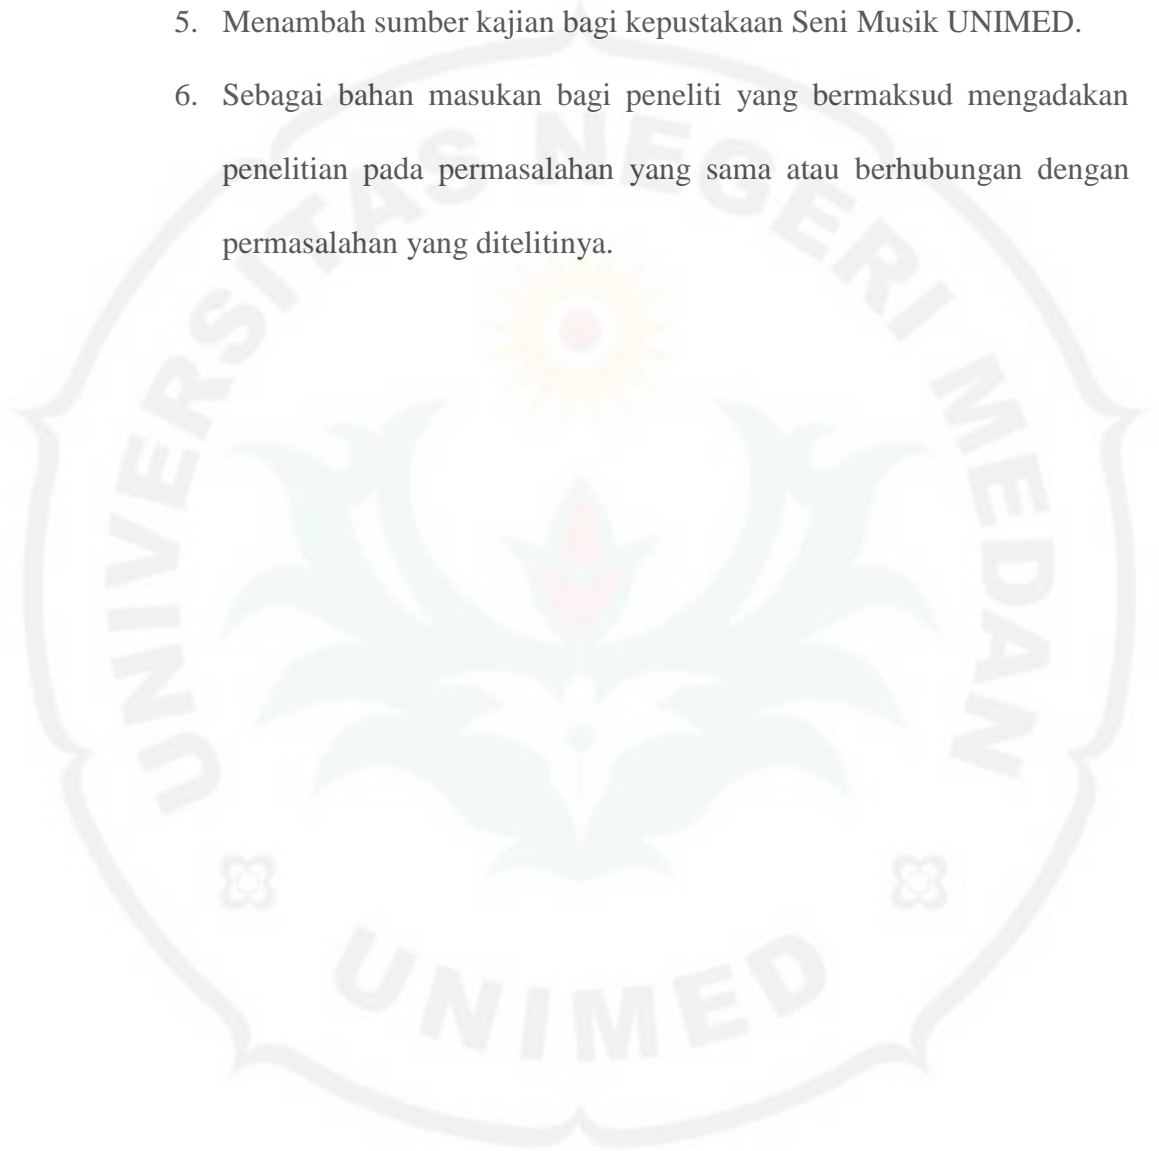 5. Menambah sumber kajian bagi kepustakaan Seni Musik UNIMED.
6. Sebagai bahan masukan bagi peneliti yang bermaksud mengadakan
penelitian pada permasalahan yang sama atau berhubungan dengan
permasalahan yang ditelitinya.
UNIVERSITAS NEGERI MEDAN
UNIMED